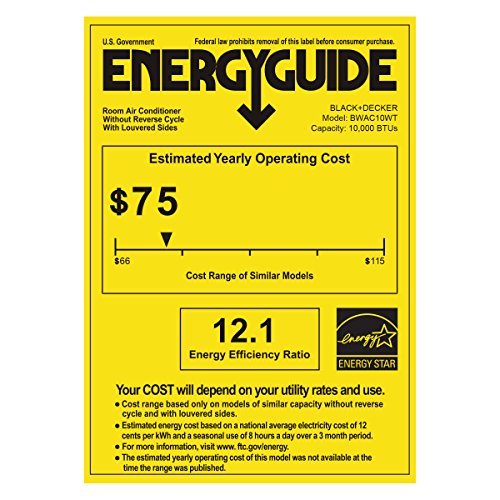 U.S. Government Federal law prohibits removal of this label before consumer purchase.
ENERGYGUIDE
Room Air Conditioner
Without Reverse Cycle
With Louvered Sides
BLACK+DECKER
Model: BWAC10WT
Capacity: 10,000 BTUs
Estimated Yearly Operating Cost
$75
$66 $115
Cost Range of Similar Models
12.1
Energy Efficiency Ratio
energy
ENERGY STAR
Your COST will depend on your utility rates and use.
• Cost range based only on models of similar capacity without reverse
cycle and with louvered sides.
• Estimated energy cost based on a national average electricity cost of 12
cents per kWh and a seasonal use of 8 hours a day over a 3 month period.
• For more information, visit www. ftc.gov/energy.
• The estimated yearly operating cost of this model was not available at the
time the range was published.